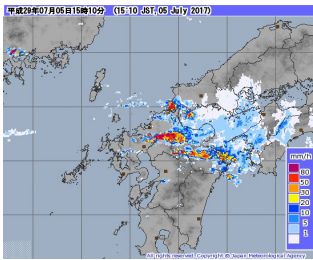 平成29年07月05日15時10分 (15:10 JST, 05 July 2017)
mm/h
80
50
30
20
10
5
1
All rights reserved. Copyright © Japan Meteorological Agency